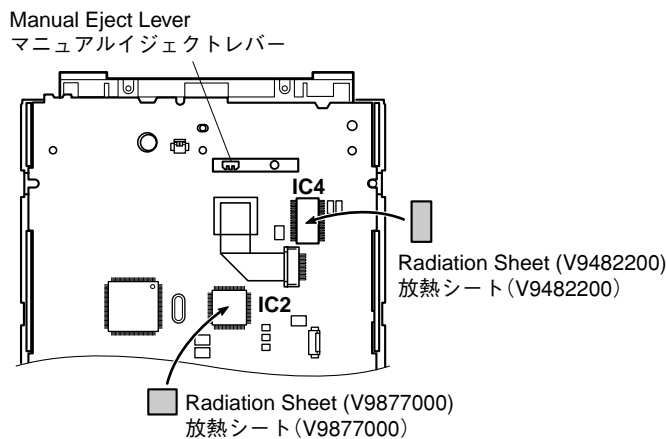 Manual Eject Lever
マニュアルイジェクトレバー
IC4
Radiation Sheet (V9482200)
放熱シート(V9482200)
IC2
Radiation Sheet (V9877000)
放熱シート(V9877000)